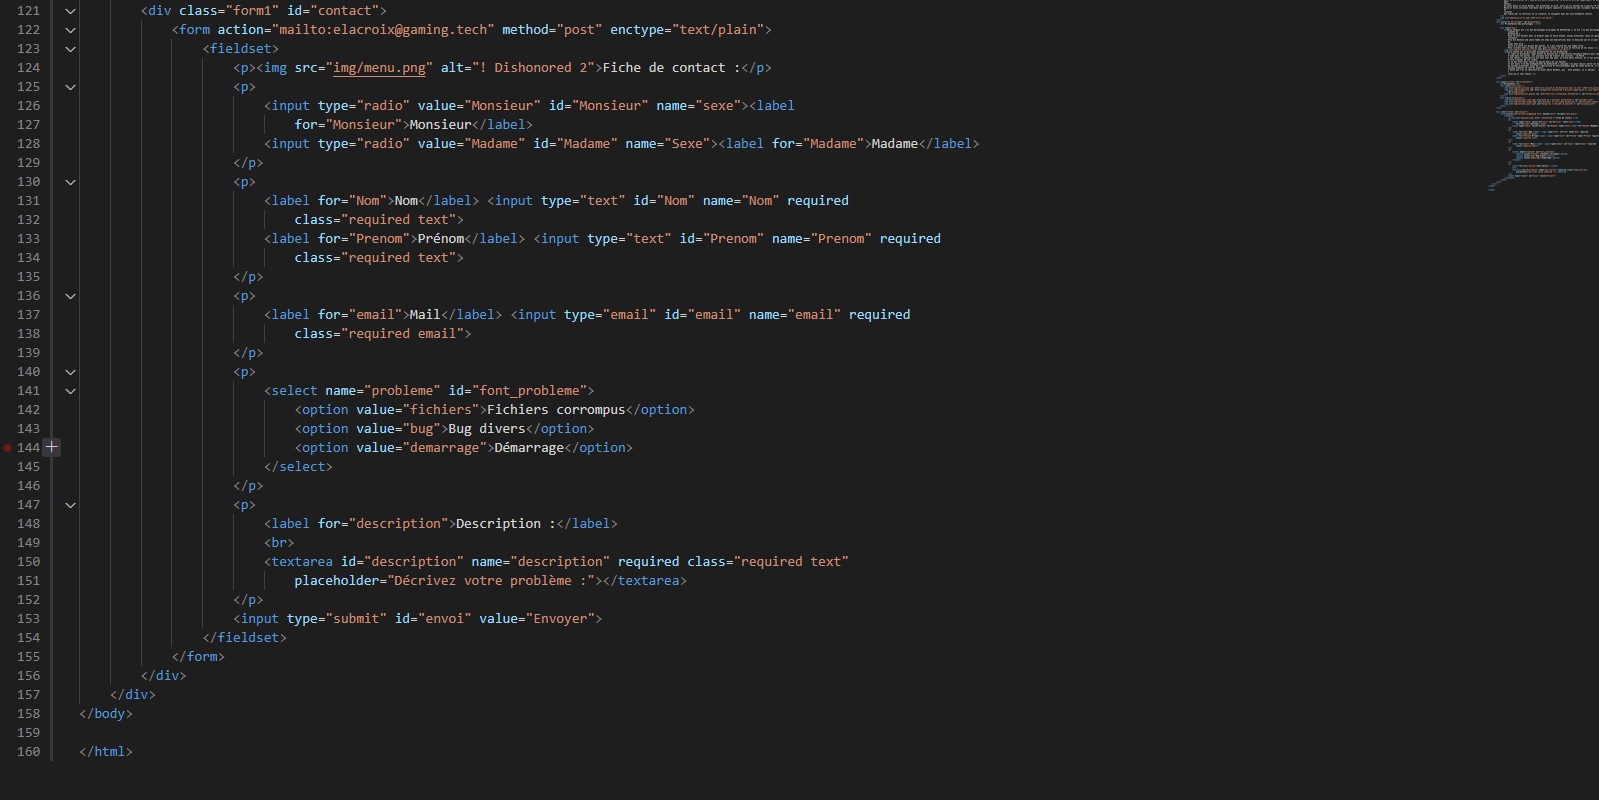 121 <div class="form1" id="contact">
122 <form action="mailto:elacroix@gaming.tech" method="post" enctype="text/plain">
123 <fieldset>
124 <p><img src="img/menu.png" alt="! Dishonored 2">Fiche de contact :</p>
125 <p>
126 <input type="radio" value="Monsieur" id="Monsieur" name="sexe"><label
127 for="Monsieur">Monsieur</label>
128 <input type="radio" value="Madame" id="Madame" name="Sexe"><label for="Madame">Madame</label>
129 </p>
130 <p>
131 <label for="Nom">Nom</label> <input type="text" id="Nom" name="Nom" required
132 class="required text">
133 <label for="Prenom">Prénom</label> <input type="text" id="Prenom" name="Prenom" required
134 class="required text">
135 </p>
136 <p>
137 <label for="email">Mail</label> <input type="email" id="email" name="email" required
138 class="required email">
139 </p>
140 <p>
141 <select name="probleme" id="font_probleme">
142 <option value="fichiers">Fichiers corrompus</option>
143 <option value="bug">Bug divers</option>
144 <option value="demarrage">Démarrage</option>
145 </select>
146 </p>
147 <p>
148 <label for="description">Description :</label>
149 <br>
150 <textarea id="description" name="description" required class="required text"
151 placeholder="Décrivez votre problème :"></textarea>
152 </p>
153 <input type="submit" id="envoi" value="Envoyer">
154 </fieldset>
155 </form>
156 </div>
157 </div>
158 </body>
159
160 </html>